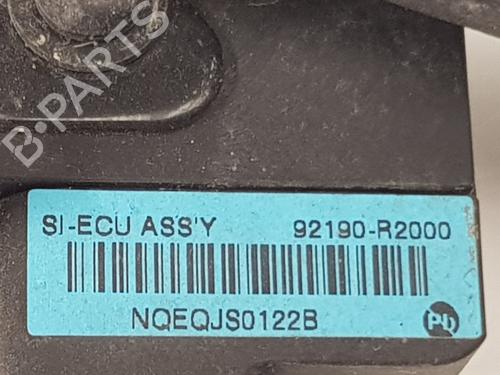 B-PARTS
SI-ECU ASS'Y 92190-R2000
NQEQJS0122B
Pb